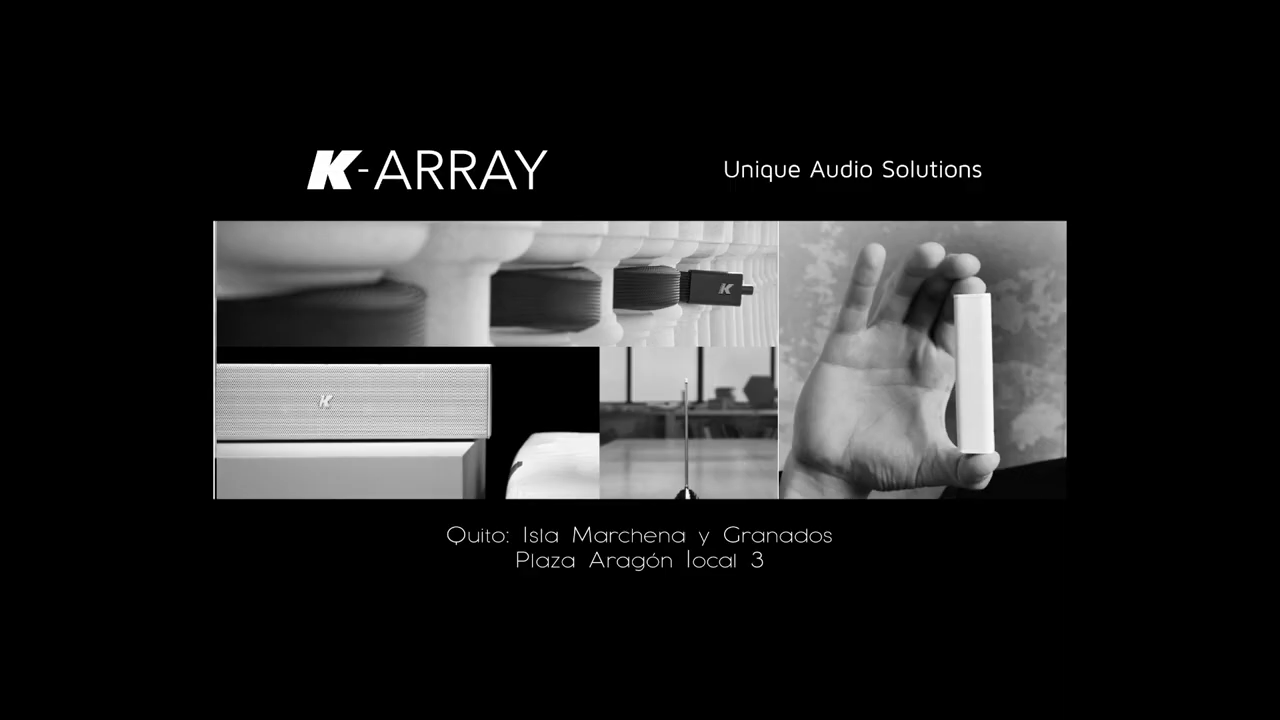 K-ARRAY
Unique Audio Solutions
K
K
Quito: Isla Marchena y Granados
Plaza Aragón local 3